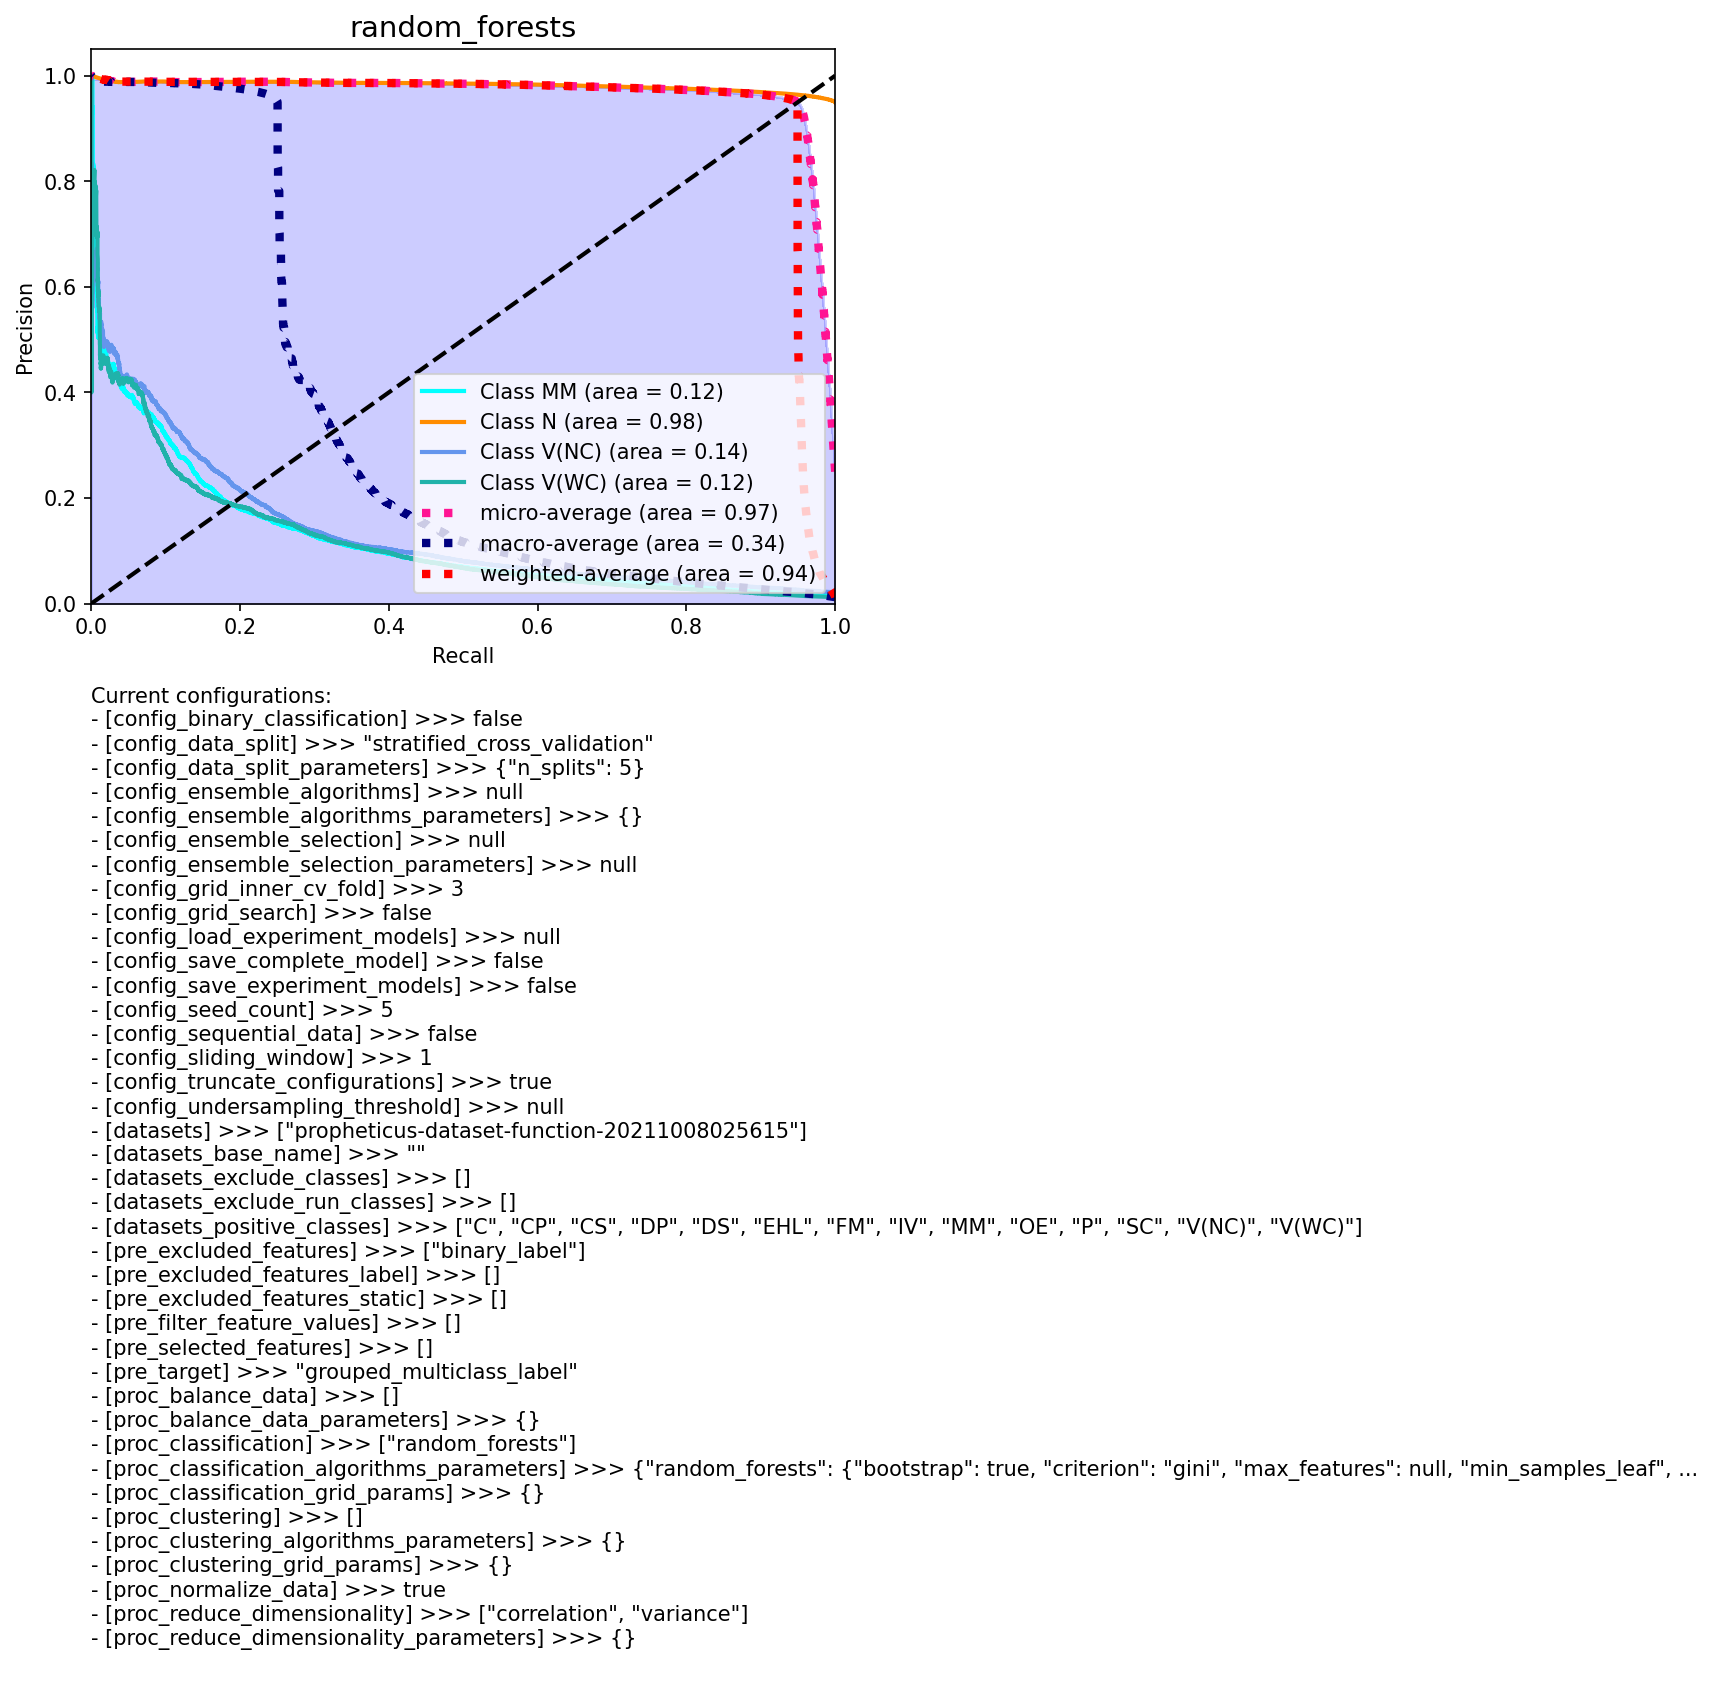 random_forests
1.0
0.8
0.6
0.4
0.2
0.0
Precision
Class MM (area = 0.12)
Class N (area = 0.98)
Class V(NC) (area = 0.14)
Class V(WC) (area = 0.12)
micro-average (area = 0.97)
macro-average (area = 0.34)
weighted-average (area = 0.94)
0.0 0.2 0.4 0.6 0.8 1.0
Recall
Current configurations:
- [config_binary_classification] >>> false
- [config_data_split] >>> "stratified_cross_validation"
- [config_data_split_parameters] >>> {"n_splits": 5}
- [config_ensemble_algorithms] >>> null
- [config_ensemble_algorithms_parameters] >>> {}
- [config_ensemble_selection] >>> null
- [config_ensemble_selection_parameters] >>> null
- [config_grid_inner_cv_fold] >>> 3
- [config_grid_search] >>> false
- [config_load_experiment_models] >>> null
- [config_save_complete_model] >>> false
- [config_save_experiment_models] >>> false
- [config_seed_count] >>> 5
- [config_sequential_data] >>> false
- [config_sliding_window] >>> 1
- [config_truncate_configurations] >>> true
- [config_undersampling_threshold] >>> null
- [datasets] >>> ["propheticus-dataset-function-20211008025615"]
- [datasets_base_name] >>> ""
- [datasets_exclude_classes] >>> []
- [datasets_exclude_run_classes] >>> []
- [datasets_positive_classes] >>> ["C", "CP", "CS", "DP", "DS", "EHL", "FM", "IV", "MM", "OE", "P", "SC", "V(NC)", "V(WC)"]
- [pre_excluded_features] >>> ["binary_label"]
- [pre_excluded_features_label] >>> []
- [pre_excluded_features_static] >>> []
- [pre_filter_feature_values] >>> []
- [pre_selected_features] >>> []
- [pre_target] >>> "grouped_multiclass_label"
- [proc_balance_data] >>> []
- [proc_balance_data_parameters] >>> {}
- [proc_classification] >>> ["random_forests"]
- [proc_classification_algorithms_parameters] >>> {"random_forests": {"bootstrap": true, "criterion": "gini", "max_features": null, "min_samples_leaf", ...
- [proc_classification_grid_params] >>> {}
- [proc_clustering] >>> []
- [proc_clustering_algorithms_parameters] >>> {}
- [proc_clustering_grid_params] >>> {}
- [proc_normalize_data] >>> true
- [proc_reduce_dimensionality] >>> ["correlation", "variance"]
- [proc_reduce_dimensionality_parameters] >>> {}